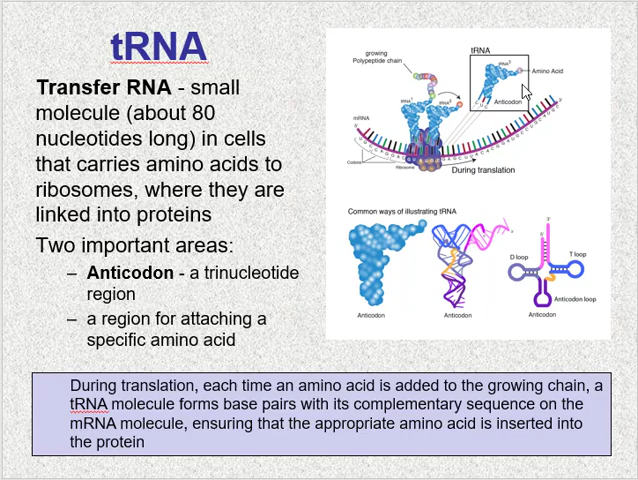 tRNA
Transfer RNA - small
molecule (about 80
nucleotides long) in cells
that carries amino acids to
ribosomes, where they are
linked into proteins
Two important areas:
– Anticodon - a trinucleotide
region
– a region for attaching a
specific amino acid
growing
Polypeptide chain
tRNA
Amino Acid
Anticodon
mRNA
Codons
Ribosome
During translation
Common ways of illustrating tRNA
D loop
T loop
Anticodon loop
Anticodon
Anticodon
Anticodon
During translation, each time an amino acid is added to the growing chain, a
tRNA molecule forms base pairs with its complementary sequence on the
mRNA molecule, ensuring that the appropriate amino acid is inserted into
the protein